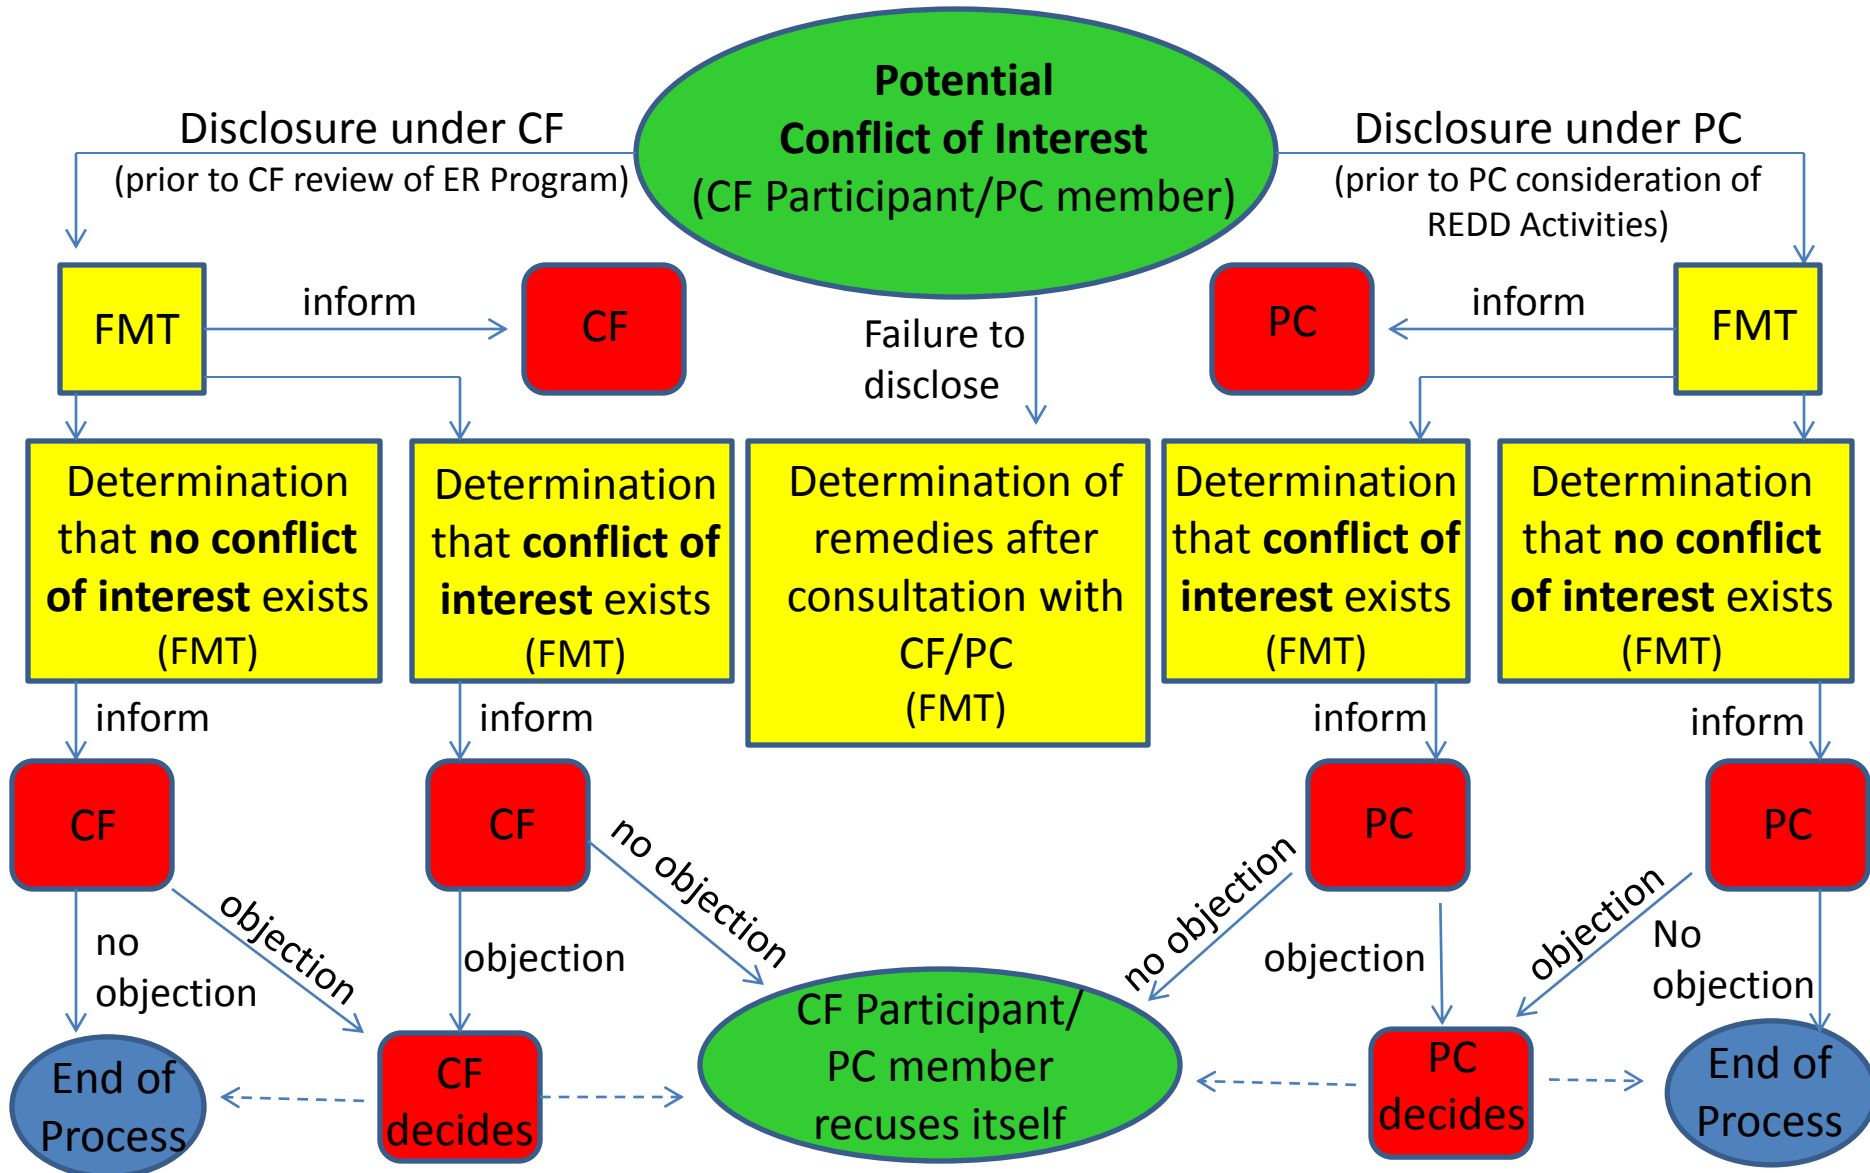 Potential
Conflict of Interest
(CF Participant/PC member)
Disclosure under CF
(prior to CF review of ER Program)
Disclosure under PC
(prior to PC consideration of
REDD Activities)
FMT
inform
CF
Failure to
disclose
PC
inform
FMT
Determination
that no conflict
of interest exists
(FMT)
Determination
that conflict of
interest exists
(FMT)
Determination of
remedies after
consultation with
CF/PC
(FMT)
Determination
that conflict of
interest exists
(FMT)
Determination
that no conflict
of interest exists
(FMT)
inform
inform
inform
inform
CF
CF
PC
PC
no
objection
objection
objection
no objection
no objection
objection
objection
No
objection
End of
Process
CF
decides
CF Participant/
PC member
recuses itself
PC
decides
End of
Process